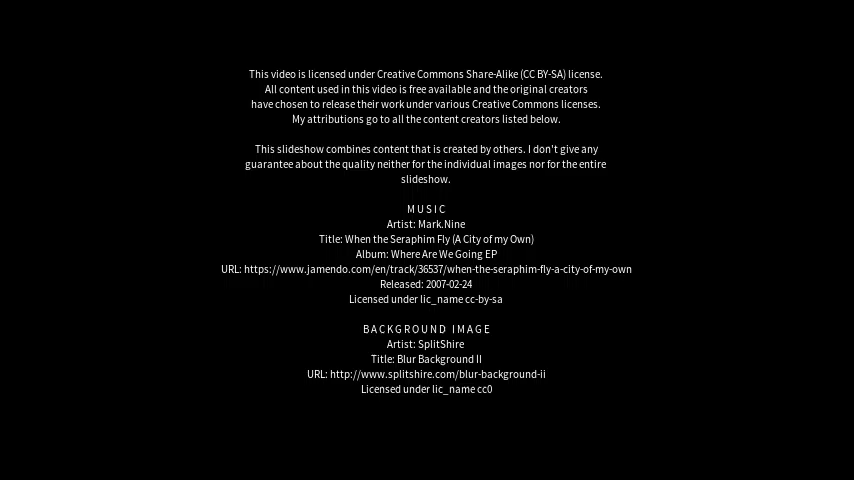 This video is licensed under Creative Commons Share-Alike (CC BY-SA) license.
All content used in this video is free available and the original creators
have chosen to release their work under various Creative Commons licenses.
My attributions go to all the content creators listed below.
This slideshow combines content that is created by others. I don't give any
guarantee about the quality neither for the individual images nor for the entire
slideshow.
MUSIC
Artist: Mark.Nine
Title: When the Seraphim Fly (A City of my Own)
Album: Where Are We Going EP
URL: https://www.jamendo.com/en/track/36537/when-the-seraphim-fly-a-city-of-my-own
Released: 2007-02-24
Licensed under lic_name cc-by-sa
BACKGROUND IMAGE
Artist: SplitShire
Title: Blur Background II
URL: http://www.splitshire.com/blur-background-ii
Licensed under lic_name cc0